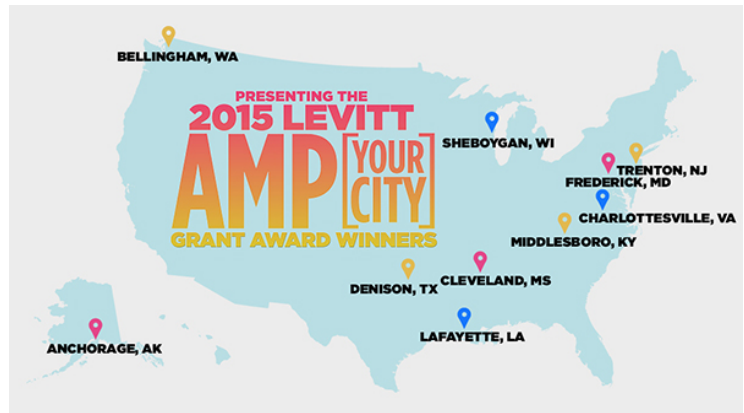 BELLINGHAM, WA
PRESENTING THE
2015 LEVITT
AMP [YOUR
CITY]
GRANT AWARD WINNERS
SHEBOYGAN, WI
TRENTON, NJ
FREDERICK, MD
CHARLOTTESVILLE, VA
MIDDLESBORO, KY
DENISON, TX
CLEVELAND, MS
LAFAYETTE, LA
ANCHORAGE, AK